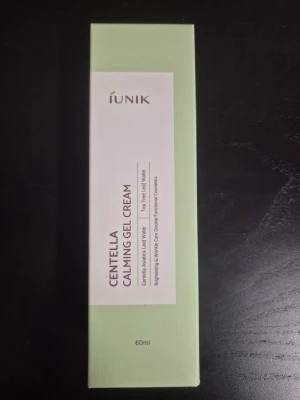 iUNIK
CENTELLA
CALMING GEL CREAM
Centella Asiatica Leaf Water | Tea Tree Leaf Water
Brightening & Wrinkle Care Double Functional Cosmetics
60ml